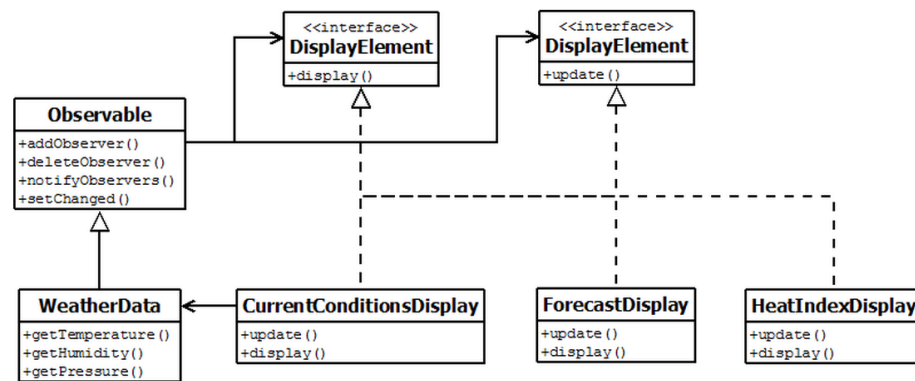 <<interface>>
DisplayElement
+display()
<<interface>>
DisplayElement
+update()
Observable
+addObserver()
+deleteObserver()
+notifyObservers()
+setChanged()
WeatherData
+getTemperature()
+getHumidity()
+getPressure()
CurrentConditionsDisplay
+update()
+display()
ForecastDisplay
+update()
+display()
HeatIndexDisplay
+update()
+display()